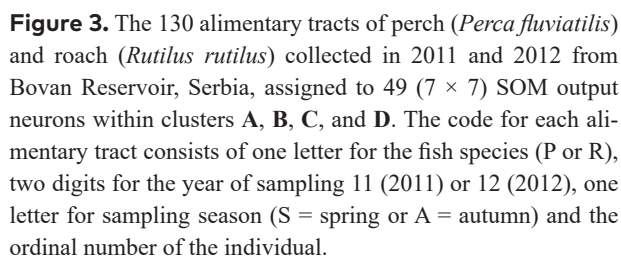 Figure 3. The 130 alimentary tracts of perch (Perca fluviatilis)
and roach (Rutilus rutilus) collected in 2011 and 2012 from
Bovan Reservoir, Serbia, assigned to 49 (7 × 7) SOM output
neurons within clusters A, B, C, and D. The code for each ali-
mentary tract consists of one letter for the fish species (P or R),
two digits for the year of sampling 11 (2011) or 12 (2012), one
letter for sampling season (S = spring or A = autumn) and the
ordinal number of the individual.